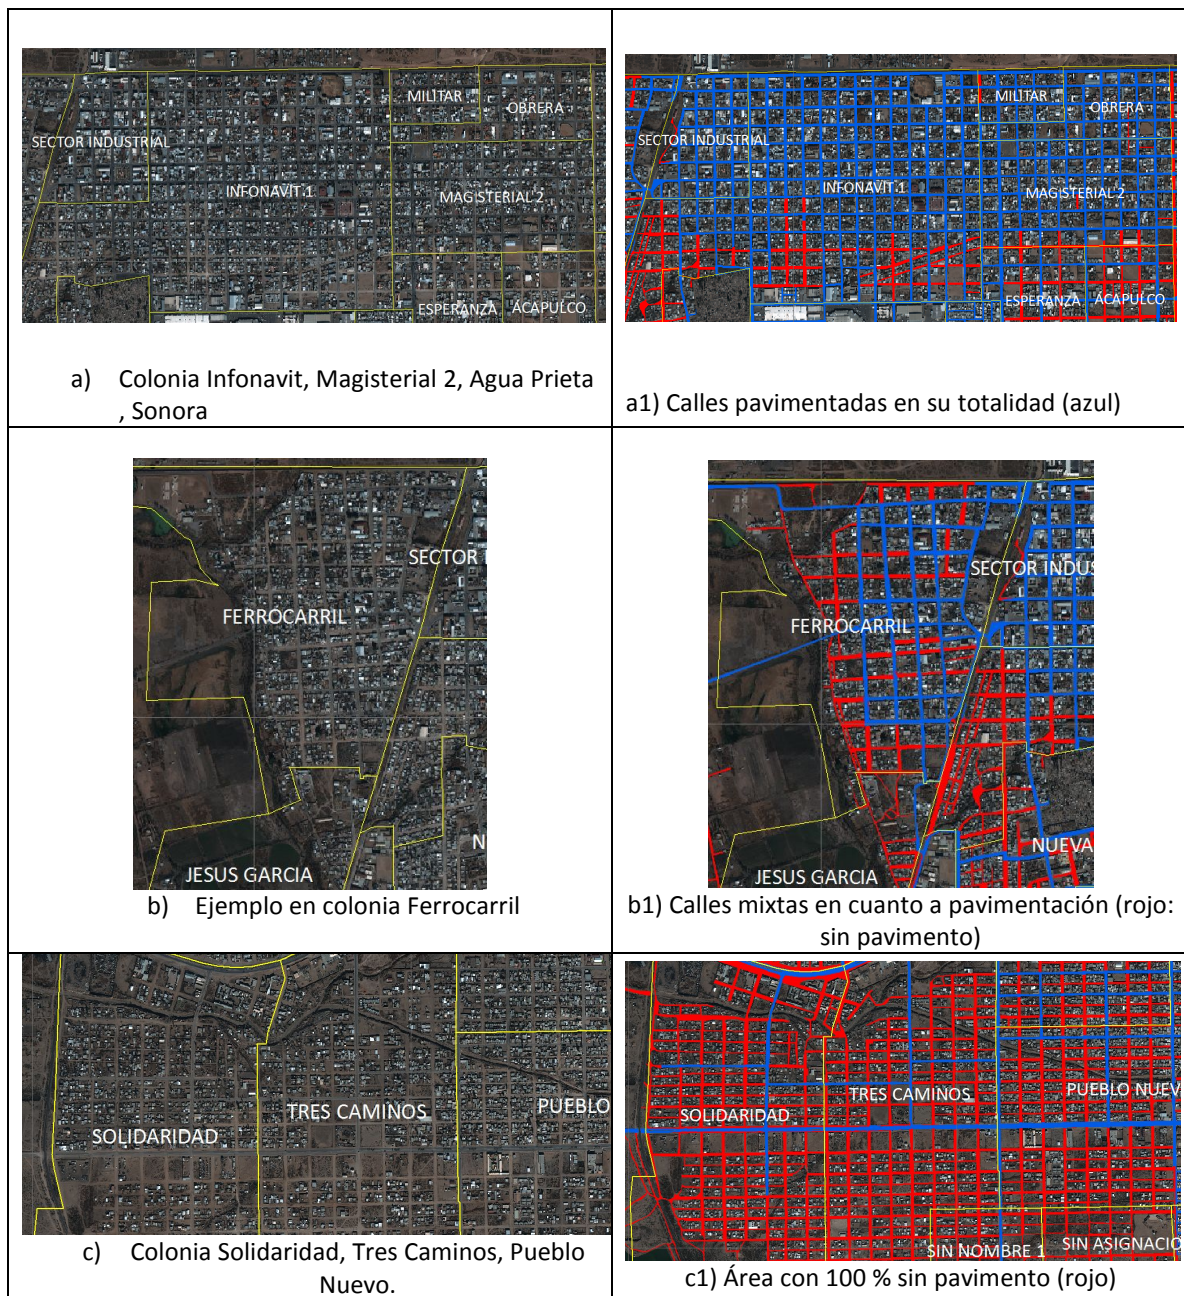 MILITAR
OBRERA
SECTOR INDUSTRIAL
INFONAVIT 1
MAGISTERIAL 2
ESPERANZA
ACAPULCO
a) Colonia Infonavit, Magisterial 2, Agua Prieta
, Sonora
MILITAR
OBRERA
SECTOR INDUSTRIAL
INFONAVIT 1
MAGISTERIAL 2
ESPERANZA
ACAPULCO
a1) Calles pavimentadas en su totalidad (azul)
SECTOR I
FERROCARRIL
N
JESUS GARCIA
b) Ejemplo en colonia Ferrocarril
SECTOR INDUS
FERROCARRIL
NUEVA
JESUS GARCIA
b1) Calles mixtas en cuanto a pavimentación (rojo:
sin pavimento)
TRES CAMINOS
PUEBLO
SOLIDARIDAD
c) Colonia Solidaridad, Tres Caminos, Pueblo
Nuevo.
PUEBLO NUEV
TRES CAMINOS
SOLIDARIDAD
SIN NOMBRE 1
SIN ASIGNACIO
c1) Área con 100 % sin pavimento (rojo)